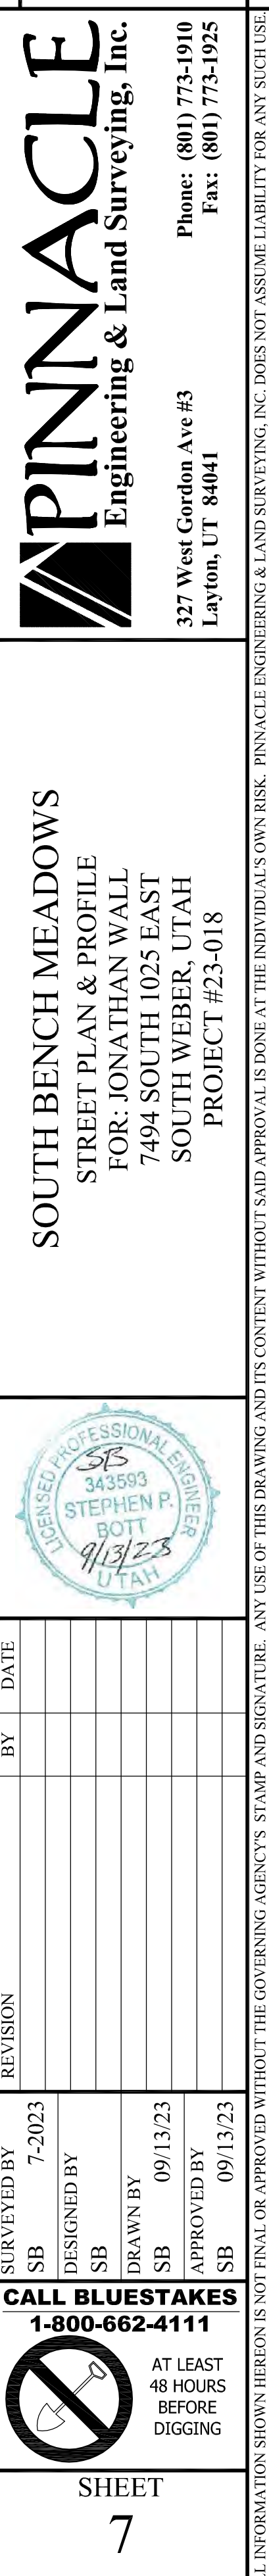 PINNACLE
Engineering & Land Surveying, Inc.
327 West Gordon Ave #3
Layton, UT 84041
Phone: (801) 773-1910
Fax: (801) 773-1925
SOUTH BENCH MEADOWS
STREET PLAN & PROFILE
FOR: JONATHAN WALL
7494 SOUTH 1025 EAST
SOUTH WEBER, UTAH
PROJECT #23-018
LICENSED PROFESSIONAL ENGINEER
SB
343593
STEPHEN P.
BOTT
9/13/23
UTAH
REVISION BY DATE
SURVEYED BY
SB 7-2023
DESIGNED BY
SB
DRAWN BY
SB 09/13/23
APPROVED BY
SB 09/13/23
CALL BLUESTAKES
1-800-662-4111
AT LEAST
48 HOURS
BEFORE
DIGGING
SHEET
7
LL INFORMATION SHOWN HEREON IS NOT FINAL OR APPROVED WITHOUT THE GOVERNING AGENCY'S STAMP AND SIGNATURE. ANY USE OF THIS DRAWING AND ITS CONTENT WITHOUT SAID APPROVAL IS DONE AT THE INDIVIDUAL'S OWN RISK. PINNACLE ENGINEERING & LAND SURVEYING, INC. DOES NOT ASSUME LIABILITY FOR ANY SUCH USE.